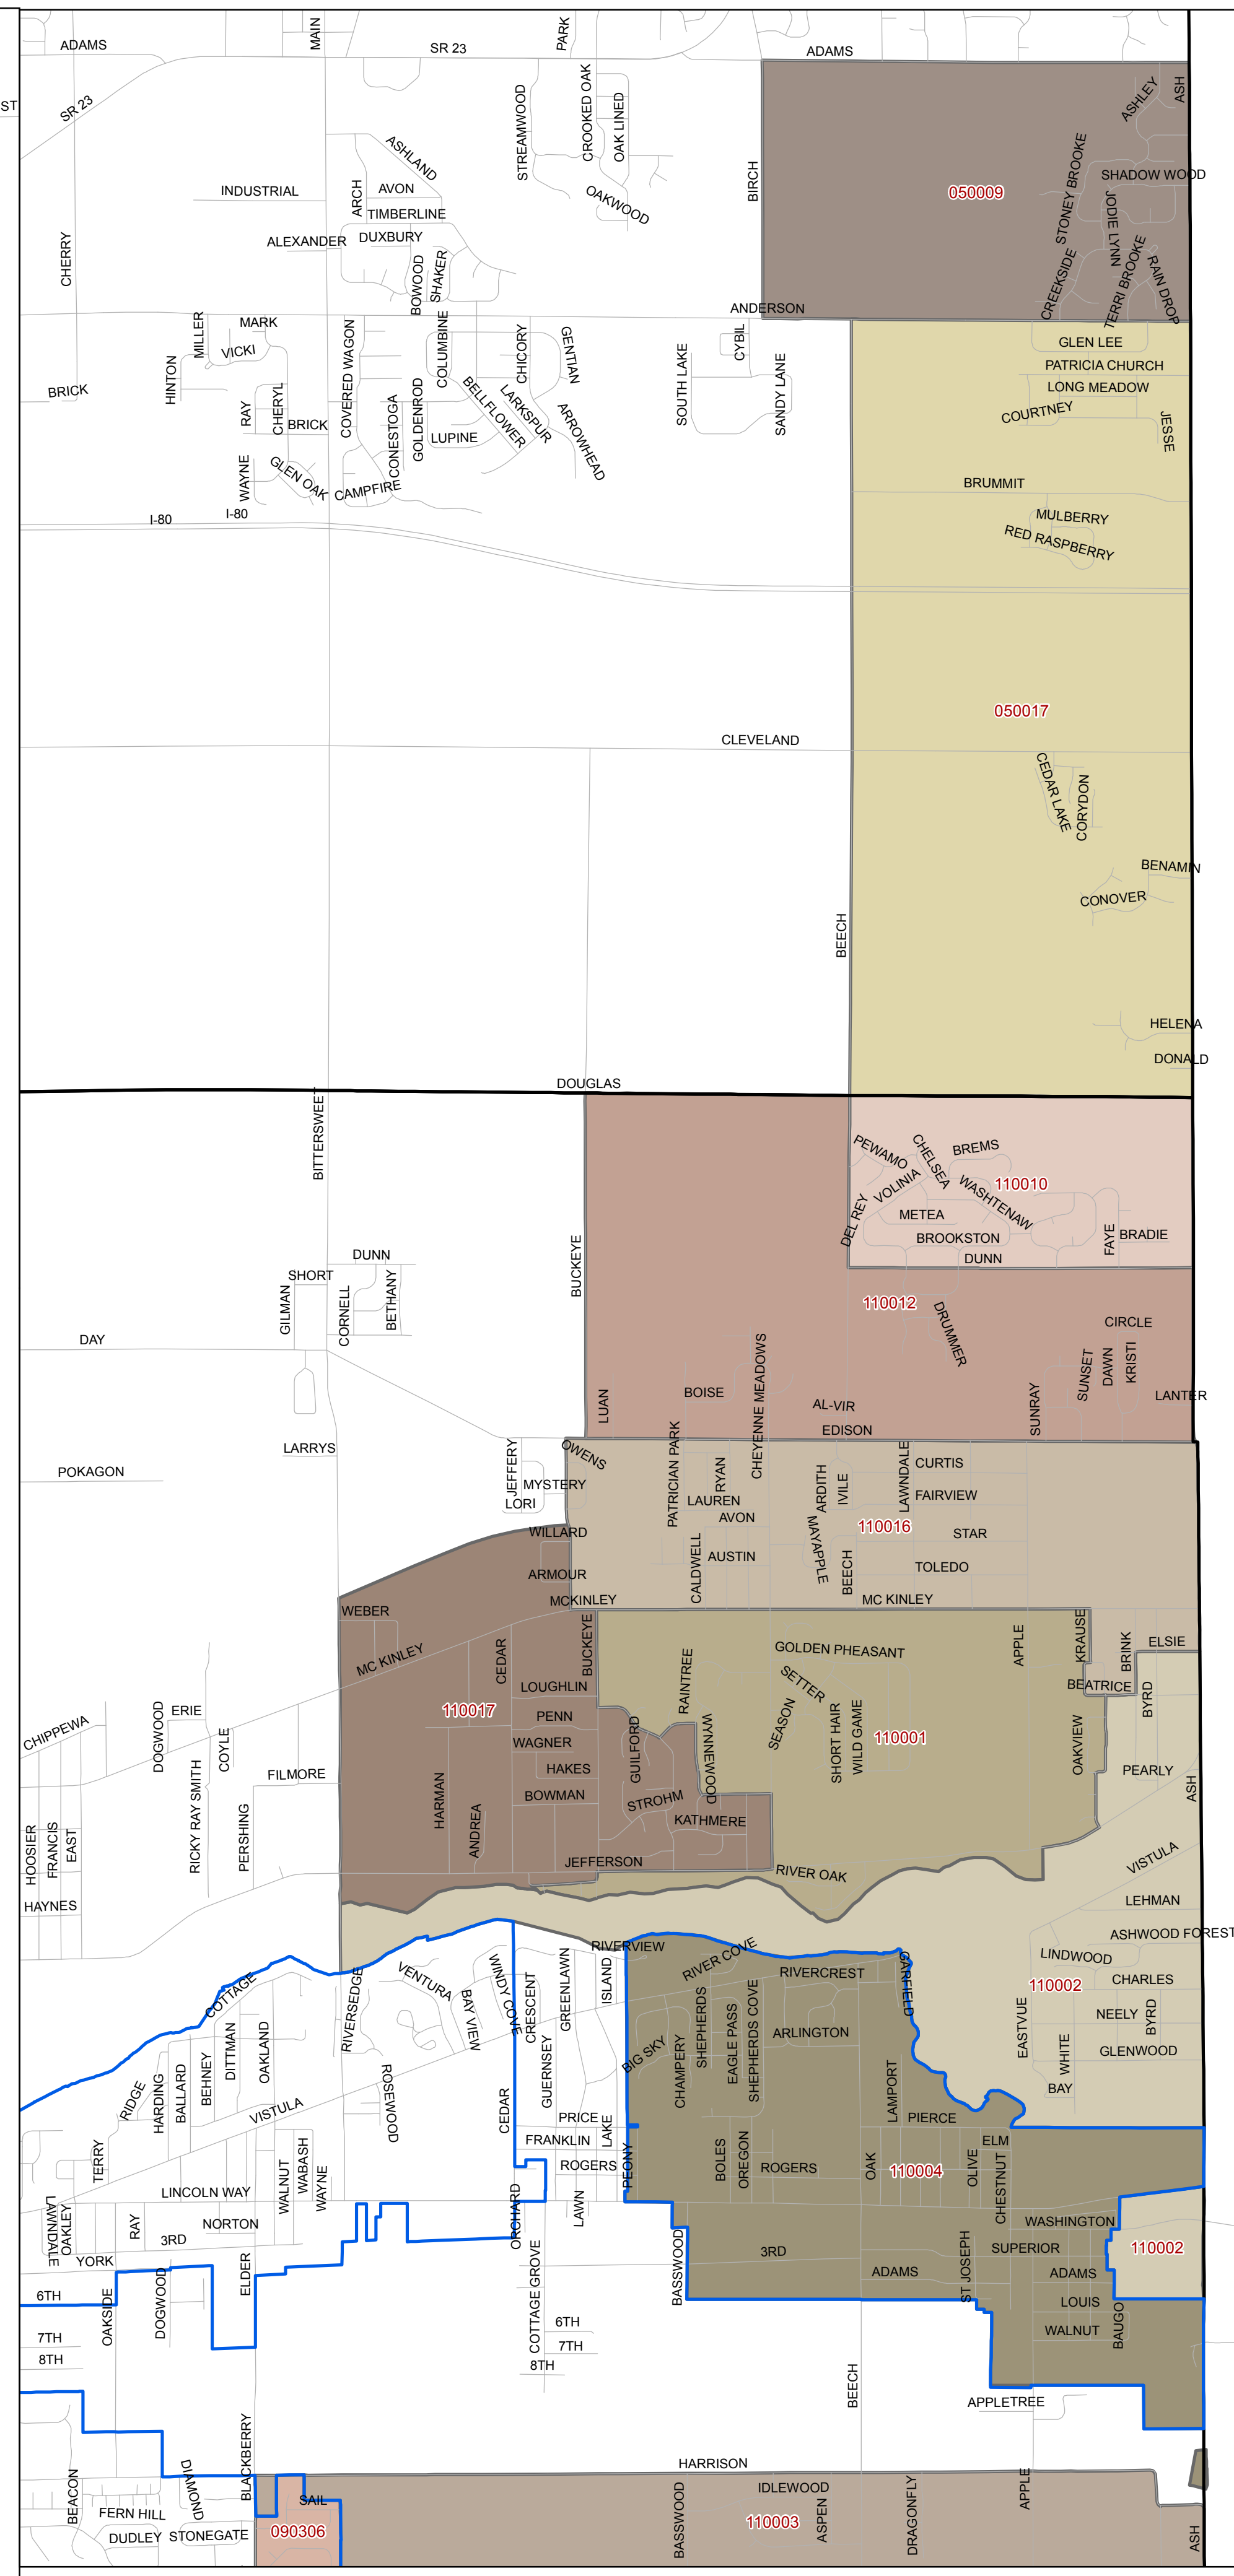 ADAMS
MAIN
SR 23
PARK
ADAMS
ST
SR 23
ASHLEY
ASH
STREAMWOOD
CROOKED OAK
OAK LINED
ASHLAND
BIRCH
INDUSTRIAL
ARCH
AVON
TIMBERLINE
OAKWOOD
050009
STONEY BROOKE
SHADOW WOOD
JODIE LYNN
ALEXANDER
DUXBURY
CHERRY
BOWOOD
SHAKER
CREEKSIDE
TERRI BROOKE
RAIN DROP
ANDERSON
MILLER
MARK
VICKI
COVERED WAGON
COLUMBINE
CHICORY
GENTIAN
SOUTH LAKE
CYBIL
SANDY LANE
GLEN LEE
PATRICIA CHURCH
LONG MEADOW
COURTNEY
JESSE
BRICK
HINTON
RAY
CHERYL
BRICK
CONESTOGA
GOLDENROD
LUPINE
BELLFLOWER
LARKSPUR
ARROWHEAD
WAYNE
GLEN OAK
CAMPFIRE
BRUMMIT
MULBERRY
RED RASPBERRY
I-80
I-80
050017
CLEVELAND
CEDAR LAKE
CORYDON
BENAMIN
CONOVER
BEECH
HELENA
DONALD
DOUGLAS
BITTERSWEET
PEWAMO
CHELSEA
BREMS
VOLINIA
WASHTENAW
110010
DEL REY
METEA
BROOKSTON
FAYE
BRADIE
DUNN
DUNN
SHORT
BUCKEYE
GILMAN
CORNELL
BETHANY
110012
DRUMMER
CIRCLE
DAY
CHEYENNE MEADOWS
SUNSET
DAWN
KRISTI
LUAN
BOISE
AL-VIR
SUNRAY
LANTER
EDISON
LARRYS
OWENS
POKAGON
JEFFERY
MYSTERY
LORI
PATRICIAN PARK
RYAN
LAUREN
AVON
ARDITH
IVILE
LAWNDALE
CURTIS
FAIRVIEW
110016
STAR
WILLARD
CALDWELL
AUSTIN
MAYAPPLE
BEECH
TOLEDO
ARMOUR
MCKINLEY
MC KINLEY
WEBER
MC KINLEY
CEDAR
BUCKEYE
RAINTREE
GOLDEN PHEASANT
APPLE
KRAUSE
BRINK
ELSIE
LOUGHLIN
SETTER
BEATRICE
BYRD
110017
PENN
WAGNER
HAKES
BOWMAN
GUILFORD
WYNNEWOOD
SEASON
SHORT HAIR
WILD GAME
110001
OAKVIEW
PEARLY
ASH
CHIPPEWA
DOGWOOD
ERIE
COYLE
FILMORE
RICKY RAY SMITH
PERSHING
HARMAN
ANDREA
STROHM
KATHMERE
HOOSIER
FRANCIS
EAST
JEFFERSON
RIVER OAK
VISTULA
HAYNES
LEHMAN
ASHWOOD FOREST
RIVERVIEW
RIVER COVE
RIVERCREST
GARFIELD
LINDWOOD
CHARLES
110002
COTTAGE
RIVERSEDGE
VENTURA
BAY VIEW
WINDY COVE
CRESCENT
GREENLAWN
ISLAND
SHEPHERDS
EAGLE PASS
SHEPHERDS COVE
ARLINGTON
EASTVUE
NEELY
BYRD
WHITE
GLENWOOD
BAY
DITTMAN
OAKLAND
BIG SKY
CHAMPERY
GUERNSEY
RIDGE
HARDING
BALLARD
BEHNEY
VISTULA
ROSEWOOD
CEDAR
PRICE
LAKE
LAMPORT
PIERCE
TERRY
FRANKLIN
ROGERS
PEONY
BOLES
OREGON
ROGERS
OAK
110004
OLIVE
ELM
CHESTNUT
WALNUT
WABASH
WAYNE
LINCOLN WAY
LAWNDALE
OAKLEY
RAY
NORTON
3RD
YORK
ORCHARD
LAWN
WASHINGTON
SUPERIOR
110002
BASSWOOD
3RD
ADAMS
ST JOSEPH
ADAMS
LOUIS
WALNUT
BAUGO
6TH
OAKSIDE
DOGWOOD
ELDER
COTTAGE GROVE
6TH
7TH
8TH
7TH
8TH
BEECH
APPLETREE
HARRISON
BEACON
DIAMOND
BLACKBERRY
FERN HILL
DUDLEY
STONEGATE
SAIL
090306
BASSWOOD
IDLEWOOD
110003
ASPEN
DRAGONFLY
APPLE
ASH